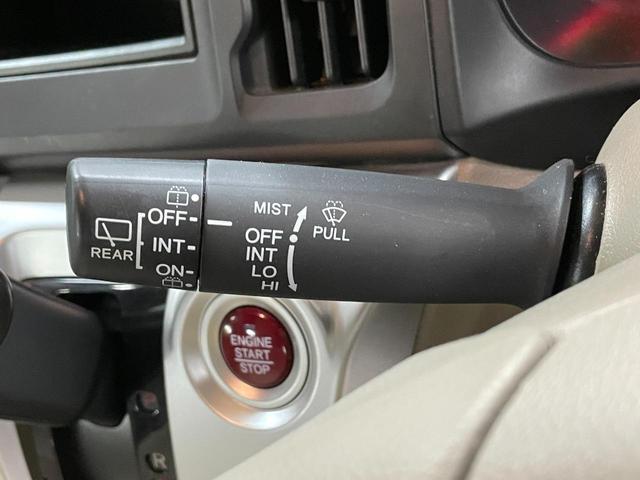 OFF
REAR
INT
ON
MIST
PULL
OFF
INT
LO
HI
ENGINE
START
STOP
R